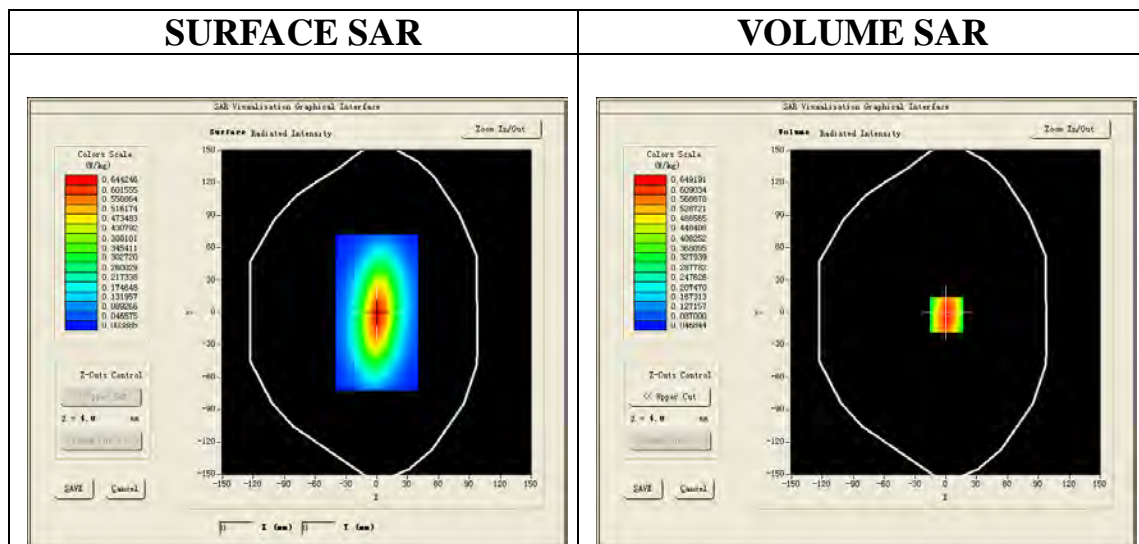 SURFACE SAR
VOLUME SAR
SAR Visualisation Graphical Interface
Surface Radiated Intensity
Zoom In/Out
Colors Scale
(W/kg)
0.644246
0.601555
0.558864
0.516174
0.473483
0.430792
0.388101
0.345411
0.302720
0.260029
0.217338
0.174648
0.131957
0.089266
0.046575
0.003885
150
120
90
60
30
0
-30
-60
-90
-120
-150
-150 -120 -90 -60 -30 0 30 60 90 120 150
X
Z-Cuts Control
Z = 4.0 mm
SAVE
Cancel
0 X (mm) 0 Y (mm)
SAR Visualisation Graphical Interface
Volume Radiated Intensity
Zoom In/Out
Colors Scale
(W/kg)
0.649191
0.609034
0.568878
0.528721
0.488565
0.448408
0.408252
0.368095
0.327939
0.287782
0.247626
0.207470
0.167313
0.127157
0.087000
0.046844
150
120
90
60
30
0
-30
-60
-90
-120
-150
-150 -120 -90 -60 -30 0 30 60 90 120 150
X
Z-Cuts Control
<< Upper Cut
Z = 4.0 mm
SAVE
Cancel